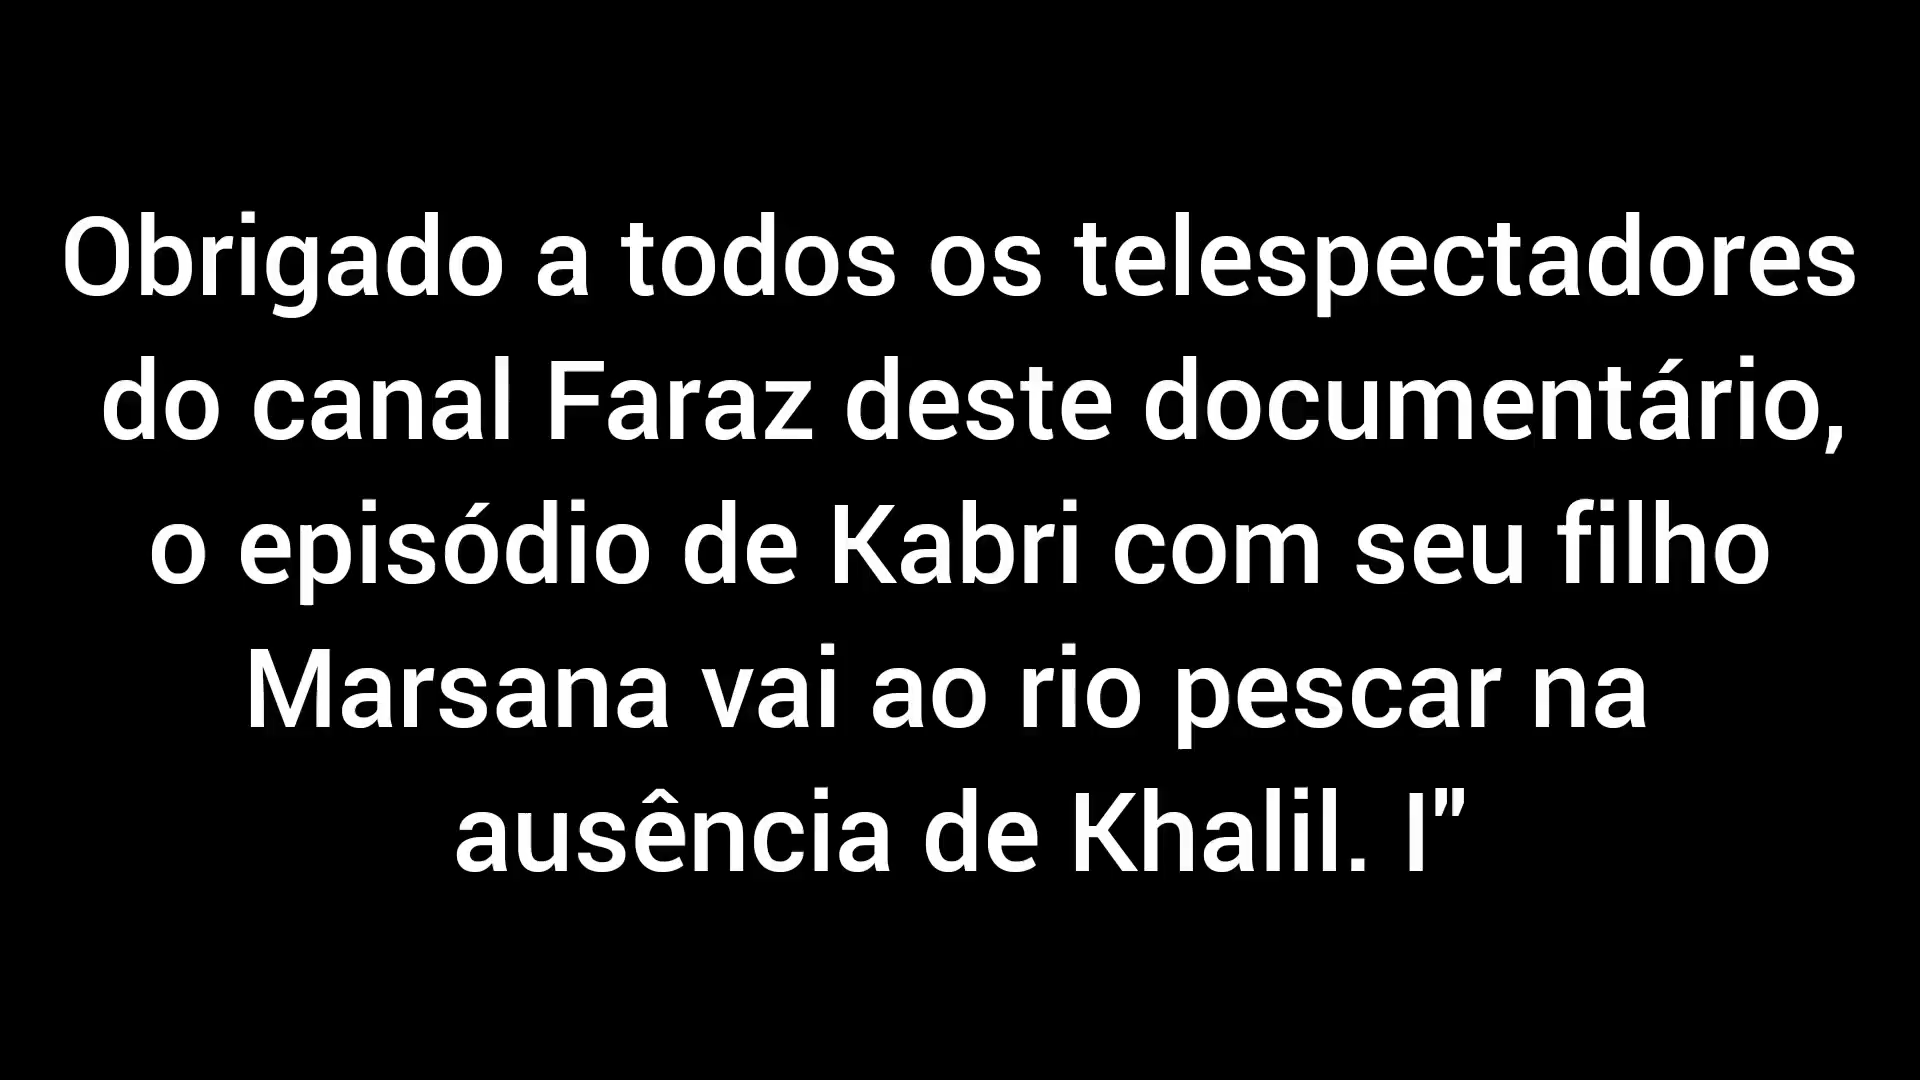 Obrigado a todos os telespectadores
do canal Faraz deste documentário,
o episódio de Kabri com seu filho
Marsana vai ao rio pescar na
ausência de Khalil. I"